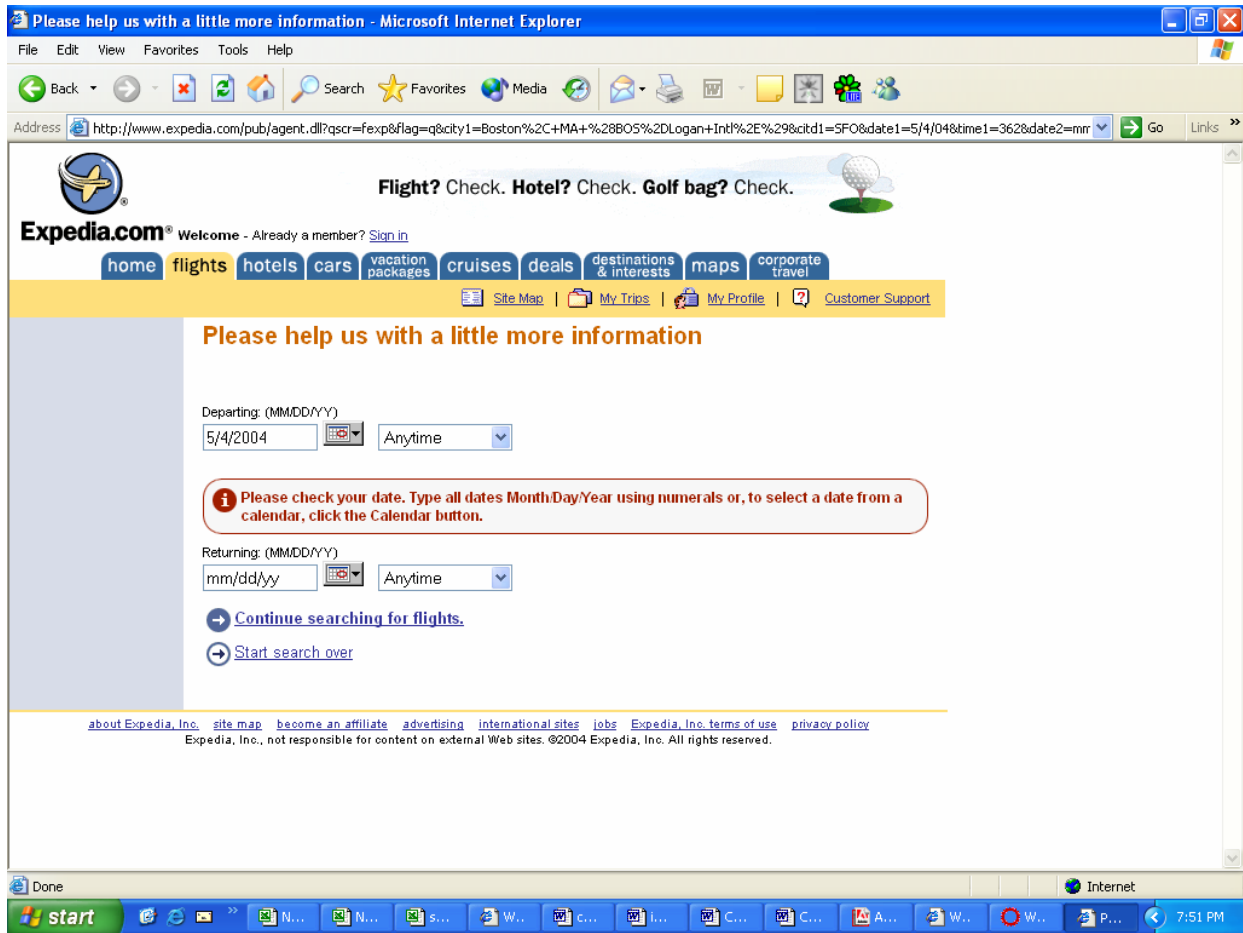 Please help us with a little more information - Microsoft Internet Explorer
File Edit View Favorites Tools Help
Back Search Favorites Media
Address http://www.expedia.com/pub/agent.dll?qscr=fexp&flag=q&city1=Boston%2C+MA+%28BOS%2DLogan+Intl%2E%29&citd1=SFO&date1=5/4/04&time1=362&date2=mm Go Links »
Flight? Check. Hotel? Check. Golf bag? Check.
Expedia.com® Welcome - Already a member? Sign in
home flights hotels cars vacation packages cruises deals destinations & interests maps corporate travel
Site Map | My Trips | My Profile | Customer Support
Please help us with a little more information
Departing: (MM/DD/YY)
5/4/2004 Anytime
Please check your date. Type all dates Month/Day/Year using numerals or, to select a date from a
calendar, click the Calendar button.
Returning: (MM/DD/YY)
mm/dd/yy Anytime
Continue searching for flights.
Start search over
about Expedia, Inc. site map become an affiliate advertising international sites jobs Expedia, Inc. terms of use privacy policy
Expedia, Inc., not responsible for content on external Web sites. ©2004 Expedia, Inc. All rights reserved.
Done Internet
start » N... N... s... W.. c... i... C... C... A... W.. W.. P... 7:51 PM